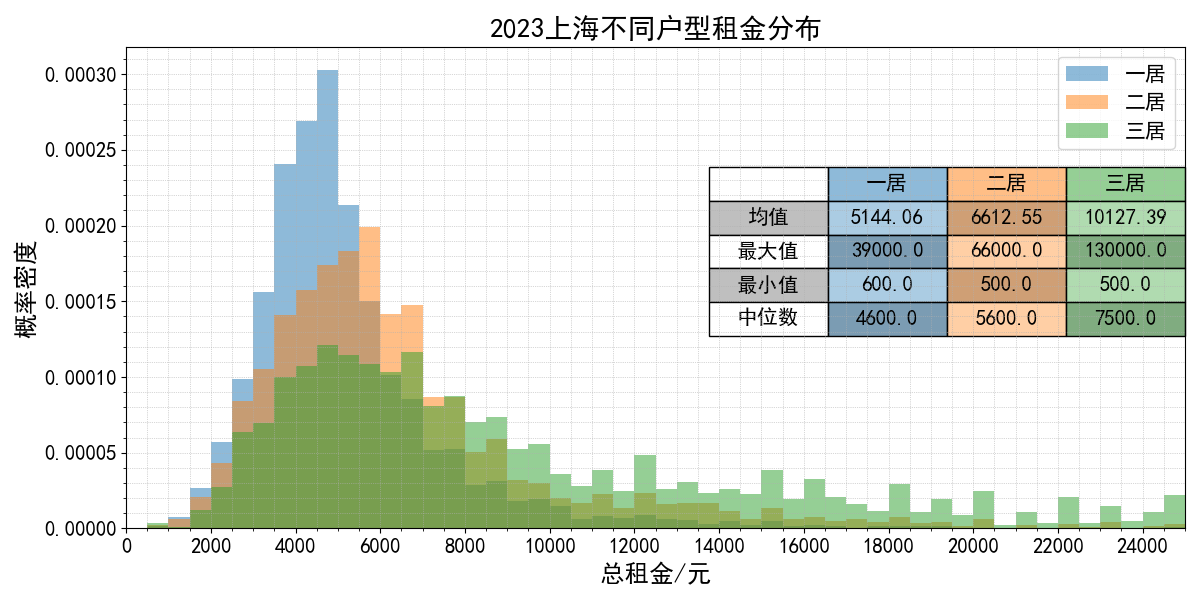 2023上海不同户型租金分布
概率密度
0.00030
0.00025
0.00020
0.00015
0.00010
0.00005
0.00000
一居
二居
三居
一居 二居 三居
均值 5144.06 6612.55 10127.39
最大值 39000.0 66000.0 130000.0
最小值 600.0 500.0 500.0
中位数 4600.0 5600.0 7500.0
0 2000 4000 6000 8000 10000 12000 14000 16000 18000 20000 22000 24000
总租金/元